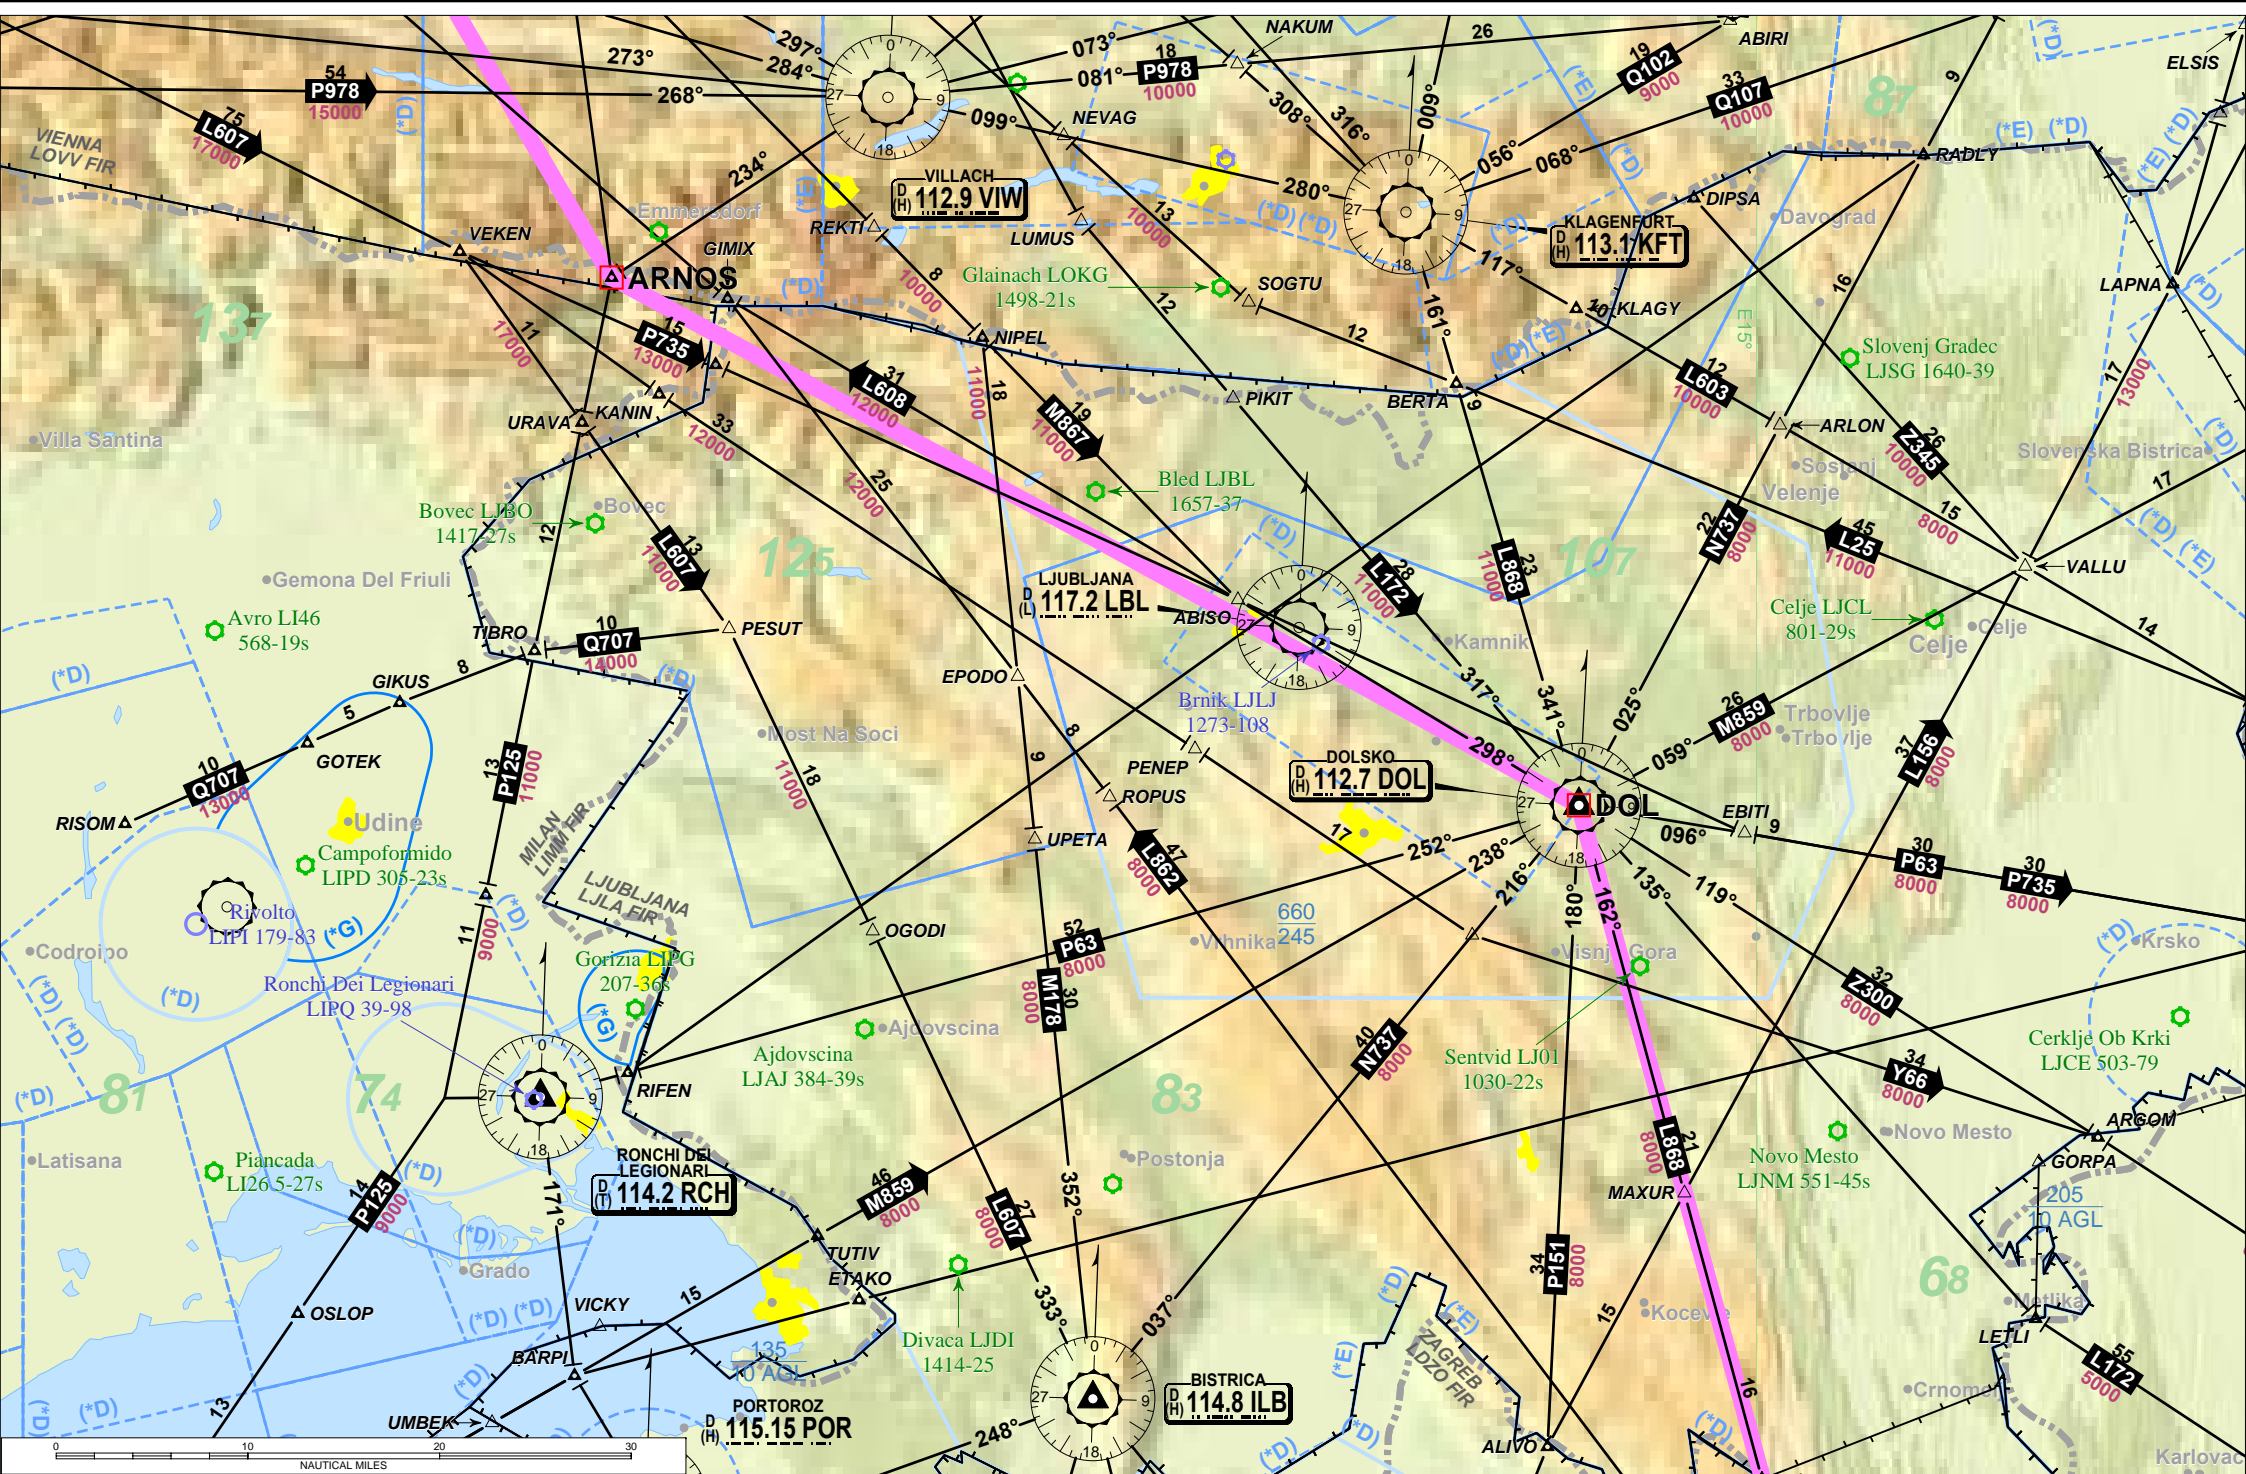 273°
297°
284°
268°
54
P978
15000
75
L607
17000
VIENNA
LOVV FIR
(*D)
234°
073°
081°
099°
18
P978
10000
NAKUM
26
ABIRI
19
Q102
9000
33
Q107
10000
87
9
ELSIS
(*D)
(*E)
308°
316°
009°
056°
068°
280°
NEVAG
VILLACH
D
(H) 112.9 VIW
REKTI
LUMUS
13
10000
(*D) (*D)
(*D)
KLAGENFURT
D
(H) 113.1 KFT
DIPSA
Davograd
RADLY
(*E) (*D)
(*E) (*D)
Emmersdorf
VEKEN
GIMIX
ARNOS
(*D)
(*E)
8
10000
Glainach LOKG
1498-21s
SOGTU
12
12
117°
161°
10
KLAGY
(*D)(*E)
E15°
16
LAPNA
(*D)
137
11
17000
15
P735
13000
KANIN
URAVA
33
12000
31
L608
12000
NIPEL
18
11000
19
M867
11000
PIKIT
BERTA
9
12
L603
10000
ARLON
Slovenj Gradec
LJSG 1640-39
26
Z345
10000
17
13000
(*D)
Villa Santina
Slovenska Bistrica
Sostanj
Velenje
15
8000
17
(*D) (*E)
Bovec LJBO
1417-27s
Bovec
12
13
L607
11000
25
12000
Bled LJBL
1657-37
(*D)
125
107
22
N737
8000
45
L25
11000
VALLU
Gemona Del Friuli
Avro LI46
568-19s
(*D)
TIBRO
10
Q707
14000
PESUT
(*D)
LJUBLJANA
D
(L) 117.2 LBL
ABISO
28
L172
11000
23
L868
11000
Kamnik
Celje LJCL
801-29s
Celje
Celje
14
GIKUS
8
5
GOTEK
EPODO
Brnik LJLJ
1273-108
317°
341°
025°
059°
26
M859
8000
Trbovlje
Trbovlje
37
L156
8000
Most Na Soci
10
Q707
13000
RISOM
13
P125
11000
18
11000
8
9
PENEP
ROPUS
298°
DOLSKO
D
(H) 112.7 DOL
DOL
EBITI
9
096°
30
P63
8000
30
P735
8000
Udine
Campoformido
LIPD 305-23s
MILAN
LIMM FIR
LJUBLJANA
LJLA FIR
UPETA
47
L862
8000
17
252°
238°
216°
180°
162°
135°
119°
Rivolto
LIPI 179-83
(*G)
(*D)
11
9000
Codroipo
(*D) (*D)
(*D)
Ronchi Dei Legionari
LIPQ 39-98
Gorizia LIPG
207-36s
(*G)
OGODI
52
P63
8000
660
245
Vrhnika
Visnja Gora
32
Z300
8000
(*D)
Krsko
M178
30
8000
Ajdovscina
Ajdovscina
LJAJ 384-39s
40
N737
8000
Sentvid LJ01
1030-22s
Cerklje Ob Krki
LJCE 503-79
34
Y66
8000
(*D)
81
74
RIFEN
83
Latisana
Piancada
LI26 5-27s
(*D)
14
P125
9000
RONCHI DEI
LEGIONARI
D
(T) 114.2 RCH
171°
46
M859
8000
Postonja
352°
21
L868
8000
MAXUR
Novo Mesto
Novo Mesto
LJNM 551-45s
ARGOM
GORPA
205
10 AGL
(*D)
Grado
(*D) (*D)
TUTIV
ETAKO
27
L607
8000
34
P151
8000
68
Metlika
OSLOP
VICKY
15
BARPI
Divaca LJDI
1414-25
333°
037°
(*D)
(*E)
(*E)
ZAGREB
LDZO FIR
15
Kocevje
LETLI
55
L172
5000
135
10 AGL
(*D)
(*D)
(*D)
13
UMBEK
PORTOROZ
D
(H) 115.15 POR
BISTRICA
D
(H) 114.8 ILB
248°
(*D)
(*D)
ALIVO
16
Crnomelj
Karlovac
0 10 20 30
NAUTICAL MILES